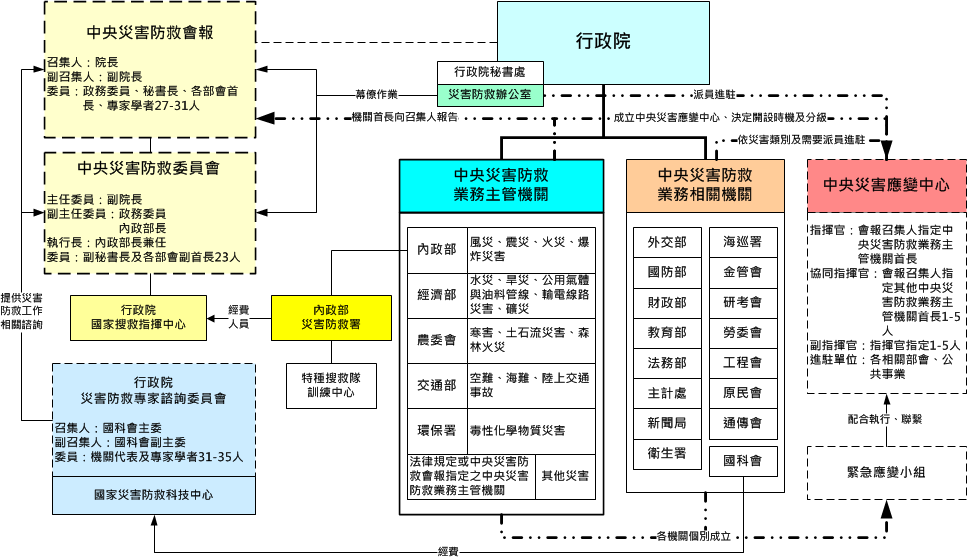 中央災害防救會報
召集人：院長
副召集人：副院長
委員：政務委員、秘書長、各部會首
長、專家學者27-31人
行政院
行政院秘書處
災害防救辦公室
幕僚作業
派員進駐
機關首長向召集人報告
成立中央災害應變中心、決定開設時機及分級
依災害類別及需要派員進駐
中央災害防救委員會
主任委員：副院長
副主任委員：政務委員
內政部長
執行長：內政部長兼任
委員：副秘書長及各部會副首長23人
提供災害
防救工作
相關諮詢
行政院
國家搜救指揮中心
經費
人員
內政部
災害防救署
特種搜救隊
訓練中心
行政院
災害防救專家諮詢委員會
召集人：國科會主委
副召集人：國科會副主委
委員：機關代表及專家學者31-35人
國家災害防救科技中心
中央災害防救
業務主管機關
內政部
風災、震災、火災、爆
炸災害
經濟部
水災、旱災、公用氣體
與油料管線、輸電線路
災害、礦災
農委會
寒害、土石流災害、森
林火災
交通部
空難、海難、陸上交通
事故
環保署
毒性化學物質災害
法律規定或中央災害防
救會報指定之中央災害
防救業務主管機關
其他災害
中央災害防救
業務相關機關
外交部
海巡署
國防部
金管會
財政部
研考會
教育部
勞委會
法務部
工程會
主計處
原民會
新聞局
通傳會
衛生署
國科會
中央災害應變中心
指揮官：會報召集人指定中
央災害防救業務主
管機關首長
協同指揮官：會報召集人指
定其他中央災
害防救業務主
管機關首長1-5
人
副指揮官：指揮官指定1-5人
進駐單位：各相關部會、公
共事業
配合執行、聯繫
緊急應變小組
各機關個別成立
經費